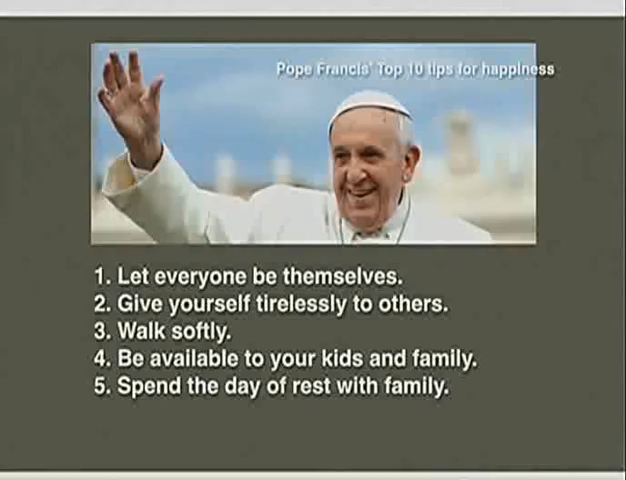 Pope Francis' Top 10 tips for happiness
1. Let everyone be themselves.
2. Give yourself tirelessly to others.
3. Walk softly.
4. Be available to your kids and family.
5. Spend the day of rest with family.